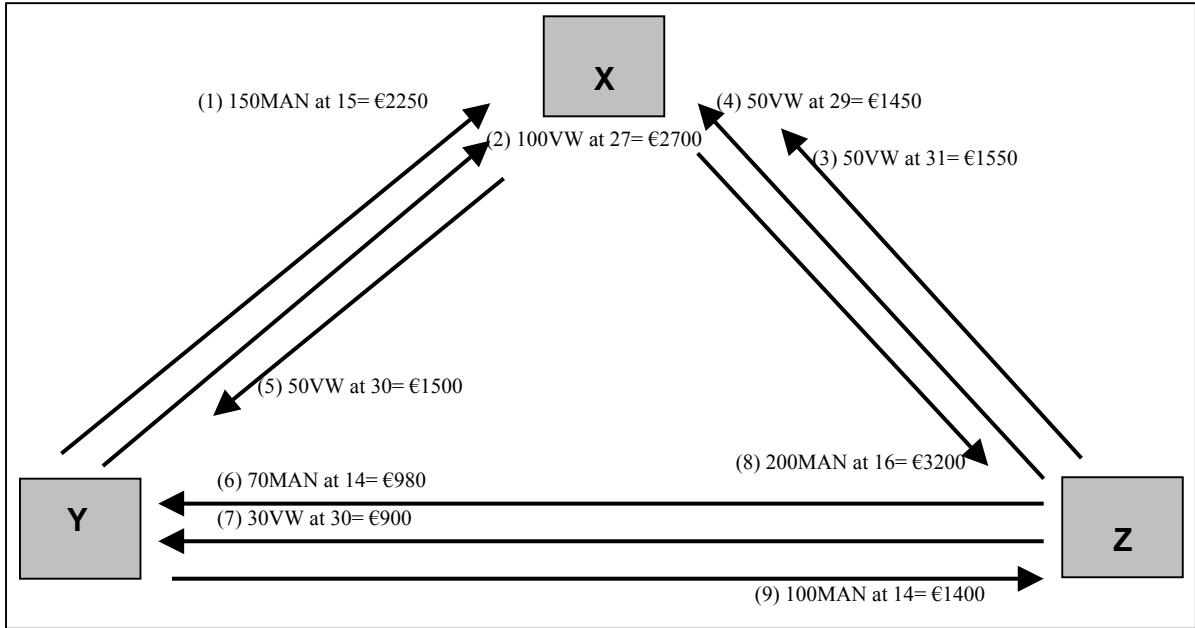 X
(1) 150MAN at 15= €2250
(4) 50VW at 29= €1450
(2) 100VW at 27= €2700
(3) 50VW at 31= €1550
(5) 50VW at 30= €1500
(8) 200MAN at 16= €3200
(6) 70MAN at 14= €980
Y
(7) 30VW at 30= €900
Z
(9) 100MAN at 14= €1400